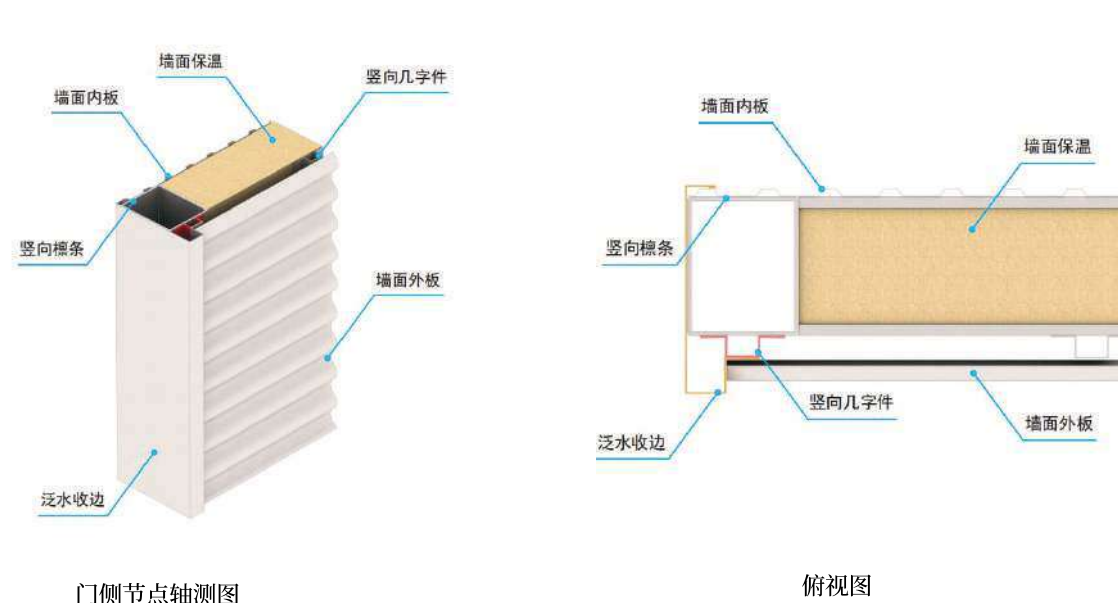 墙面保温
竖向几字件
墙面内板
竖向檩条
墙面外板
泛水收边
门侧节点轴测图
墙面内板
墙面保温
竖向檩条
竖向几字件
墙面外板
泛水收边
俯视图